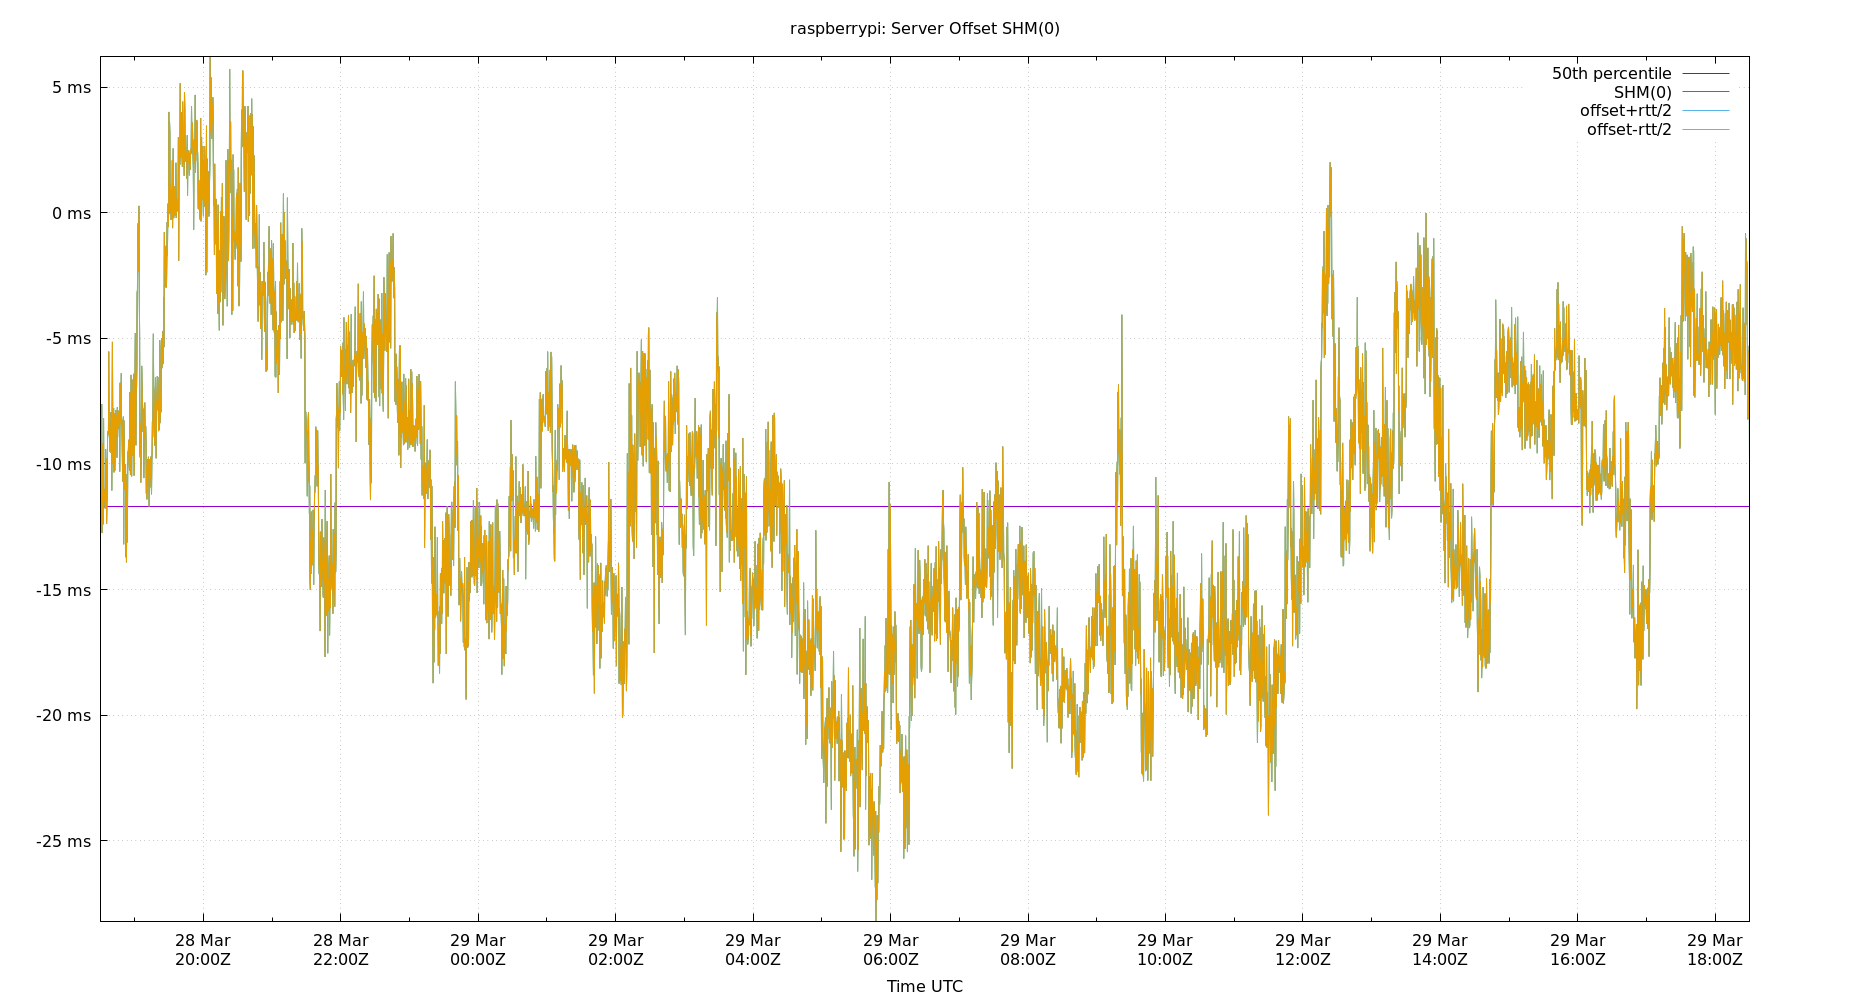 raspberrypi: Server Offset SHM(0)
50th percentile
SHM(0)
offset+rtt/2
offset-rtt/2
5 ms
0 ms
-5 ms
-10 ms
-15 ms
-20 ms
-25 ms
28 Mar 28 Mar 29 Mar 29 Mar 29 Mar 29 Mar 29 Mar 29 Mar 29 Mar 29 Mar 29 Mar 29 Mar
20:00Z 22:00Z 00:00Z 02:00Z 04:00Z 06:00Z 08:00Z 10:00Z 12:00Z 14:00Z 16:00Z 18:00Z
Time UTC